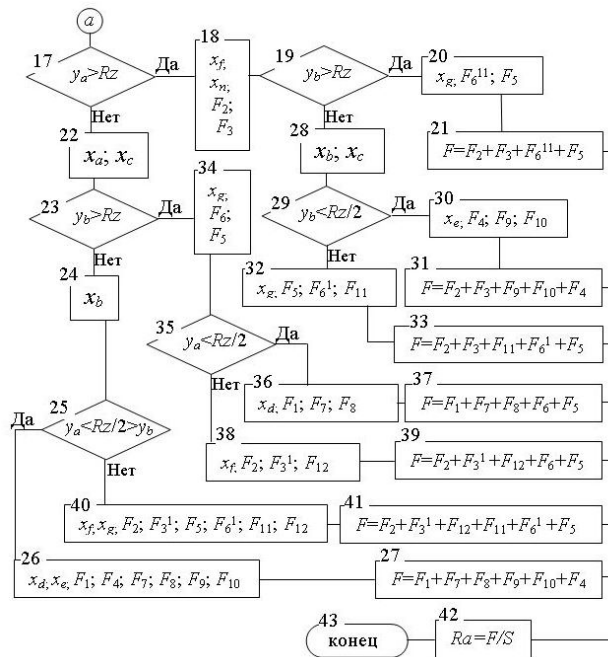 a
17
y_a>Rz
Да
Нет
18
x_f,
x_n;
F_2;
F_3
19
y_b>Rz
Да
Нет
20
x_g; F_6^11; F_5
21
F=F_2+F_3+F_6^11+F_5
22
x_a; x_c
23
y_b>Rz
Да
Нет
24
x_b
25
y_a<Rz/2>y_b
Да
Нет
34
x_g;
F_6;
F_5
28
x_b; x_c
29
y_b<Rz/2
Да
Нет
30
x_e; F_4; F_9; F_10
31
F=F_2+F_3+F_9+F_10+F_4
32
x_g; F_5; F_6^1; F_11
33
F=F_2+F_3+F_11+F_6^1+F_5
35
y_a<Rz/2
Да
Нет
36
x_d; F_1; F_7; F_8
37
F=F_1+F_7+F_8+F_6+F_5
38
x_f; F_2; F_3^1; F_12
39
F=F_2+F_3^1+F_12+F_6+F_5
40
x_f; x_g; F_2; F_3^1; F_5; F_6^1; F_11; F_12
41
F=F_2+F_3^1+F_12+F_11+F_6^1+F_5
26
x_d; x_e; F_1; F_4; F_7; F_8; F_9; F_10
27
F=F_1+F_7+F_8+F_9+F_10+F_4
43
конец
42
Ra=F/S